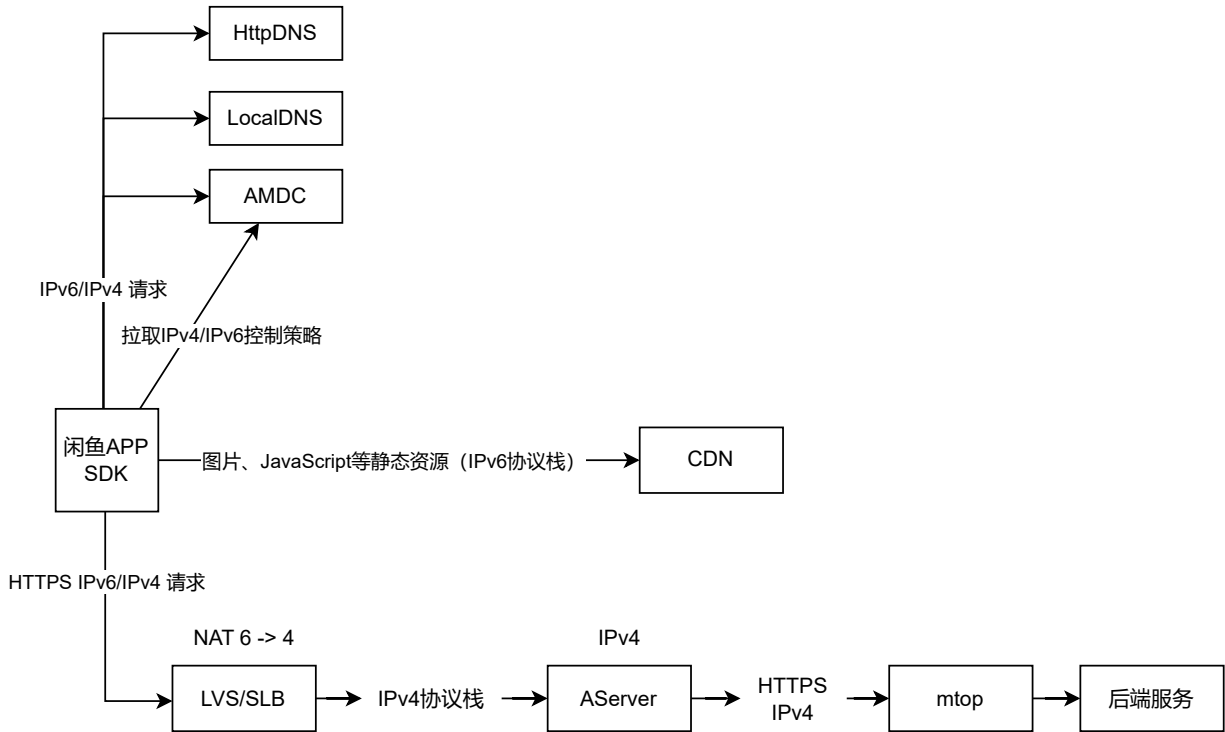 HttpDNS
LocalDNS
AMDC
IPv6/IPv4 请求
拉取IPv4/IPv6控制策略
闲鱼APP
SDK
图片、JavaScript等静态资源（IPv6协议栈）
CDN
HTTPS IPv6/IPv4 请求
NAT 6 -> 4
IPv4
LVS/SLB
IPv4协议栈
AServer
HTTPS
IPv4
mtop
后端服务